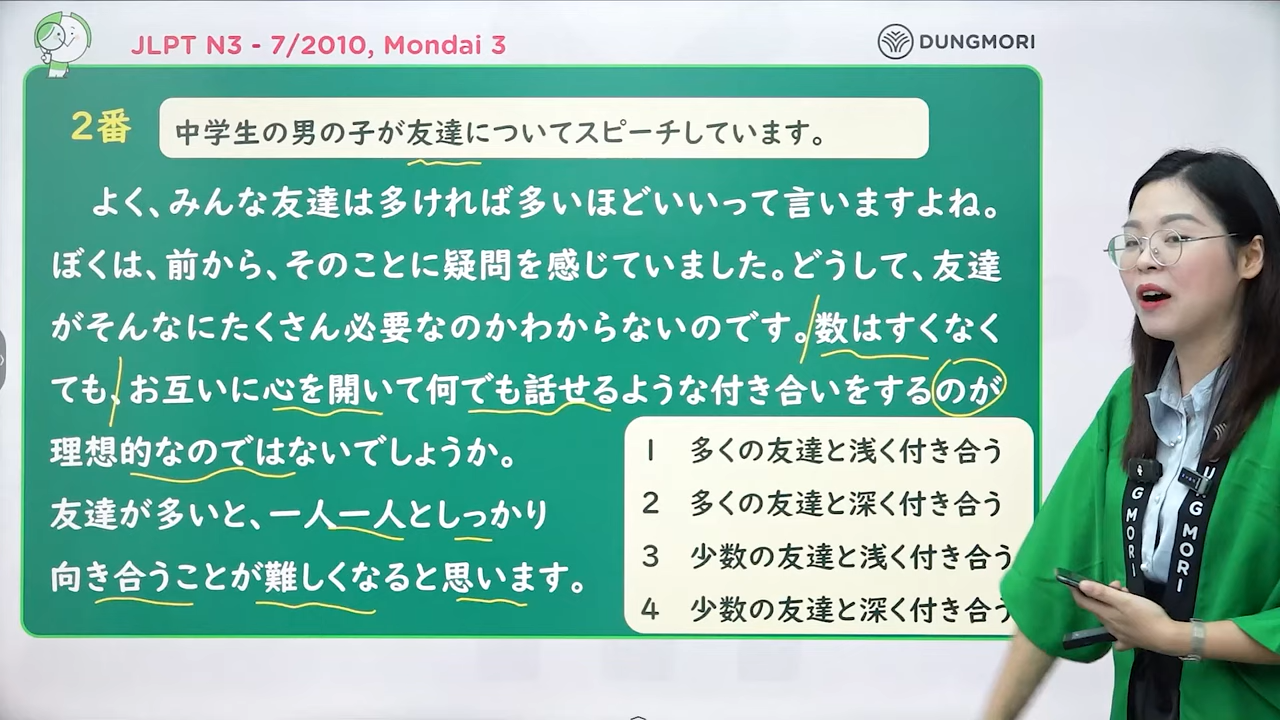 JLPT N3 - 7/2010, Mondai 3
DUNGMORI
2番
中学生の男の子が友達についてスピーチしています。
よく、みんな友達は多ければ多いほどいいって言いますよね。
ぼくは、前から、そのことに疑問を感じていました。どうして、友達
がそんなにたくさん必要なのかわからないのです。数はすくなく
ても、お互いに心を開いて何でも話せるような付き合いをするのが
理想的なのではないでしょうか。
友達が多いと、一人一人としっかり
向き合うことが難しくなると思います。
1 多くの友達と浅く付き合う
2 多くの友達と深く付き合う
3 少数の友達と浅く付き合う
4 少数の友達と深く付き合う
G MORI
G MORI